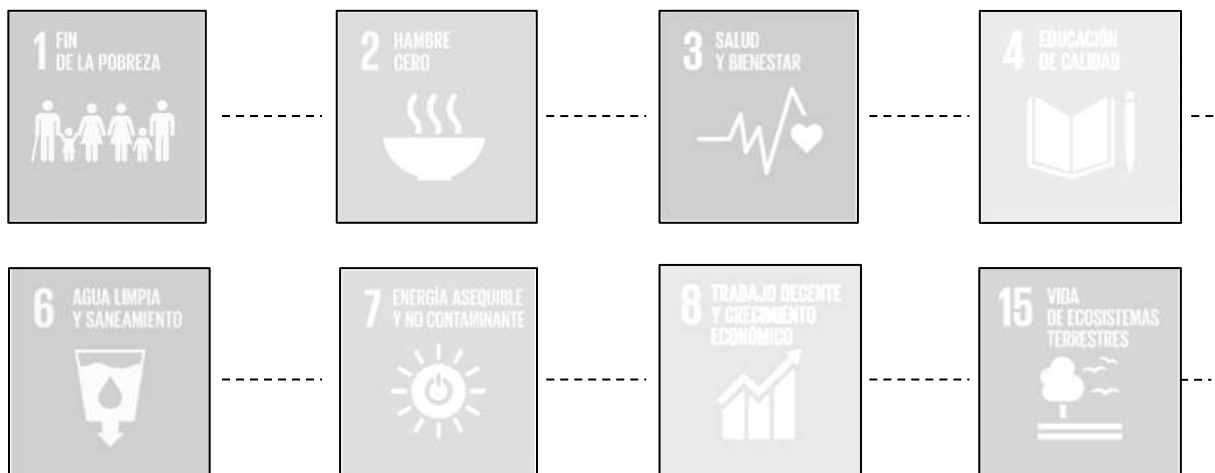 1 FIN
DE LA POBREZA
2 HAMBRE
CERO
3 SALUD
Y BIENESTAR
4 EDUCACIÓN
DE CALIDAD
6 AGUA LIMPIA
Y SANEAMIENTO
7 ENERGÍA ASEQUIBLE
Y NO CONTAMINANTE
8 TRABAJO DECENTE
Y CRECIMIENTO
ECONÓMICO
15 VIDA
DE ECOSISTEMAS
TERRESTRES